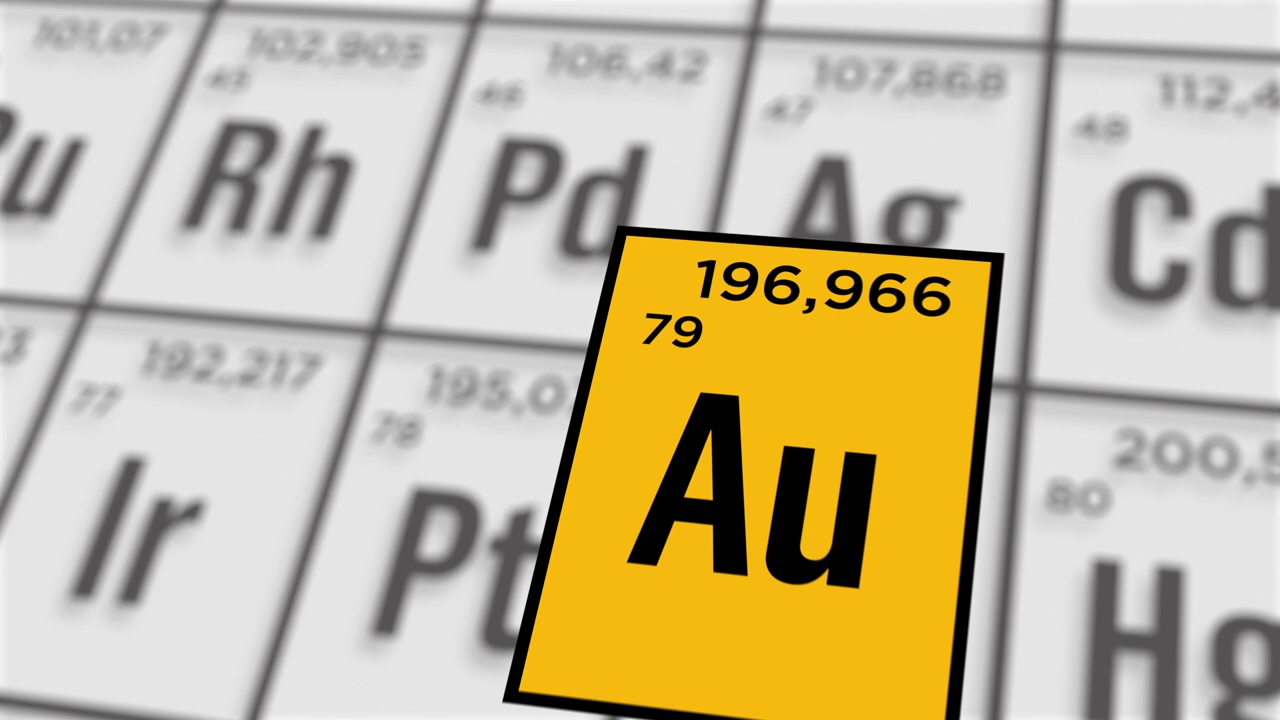 101,07
102,905
45
Rh
106,42
46
Pd
107,868
47
Ag
112,4
48
Cd
196,966
79
Au
192,217
77
Ir
195,0
78
Pt
200,5
80
Hg